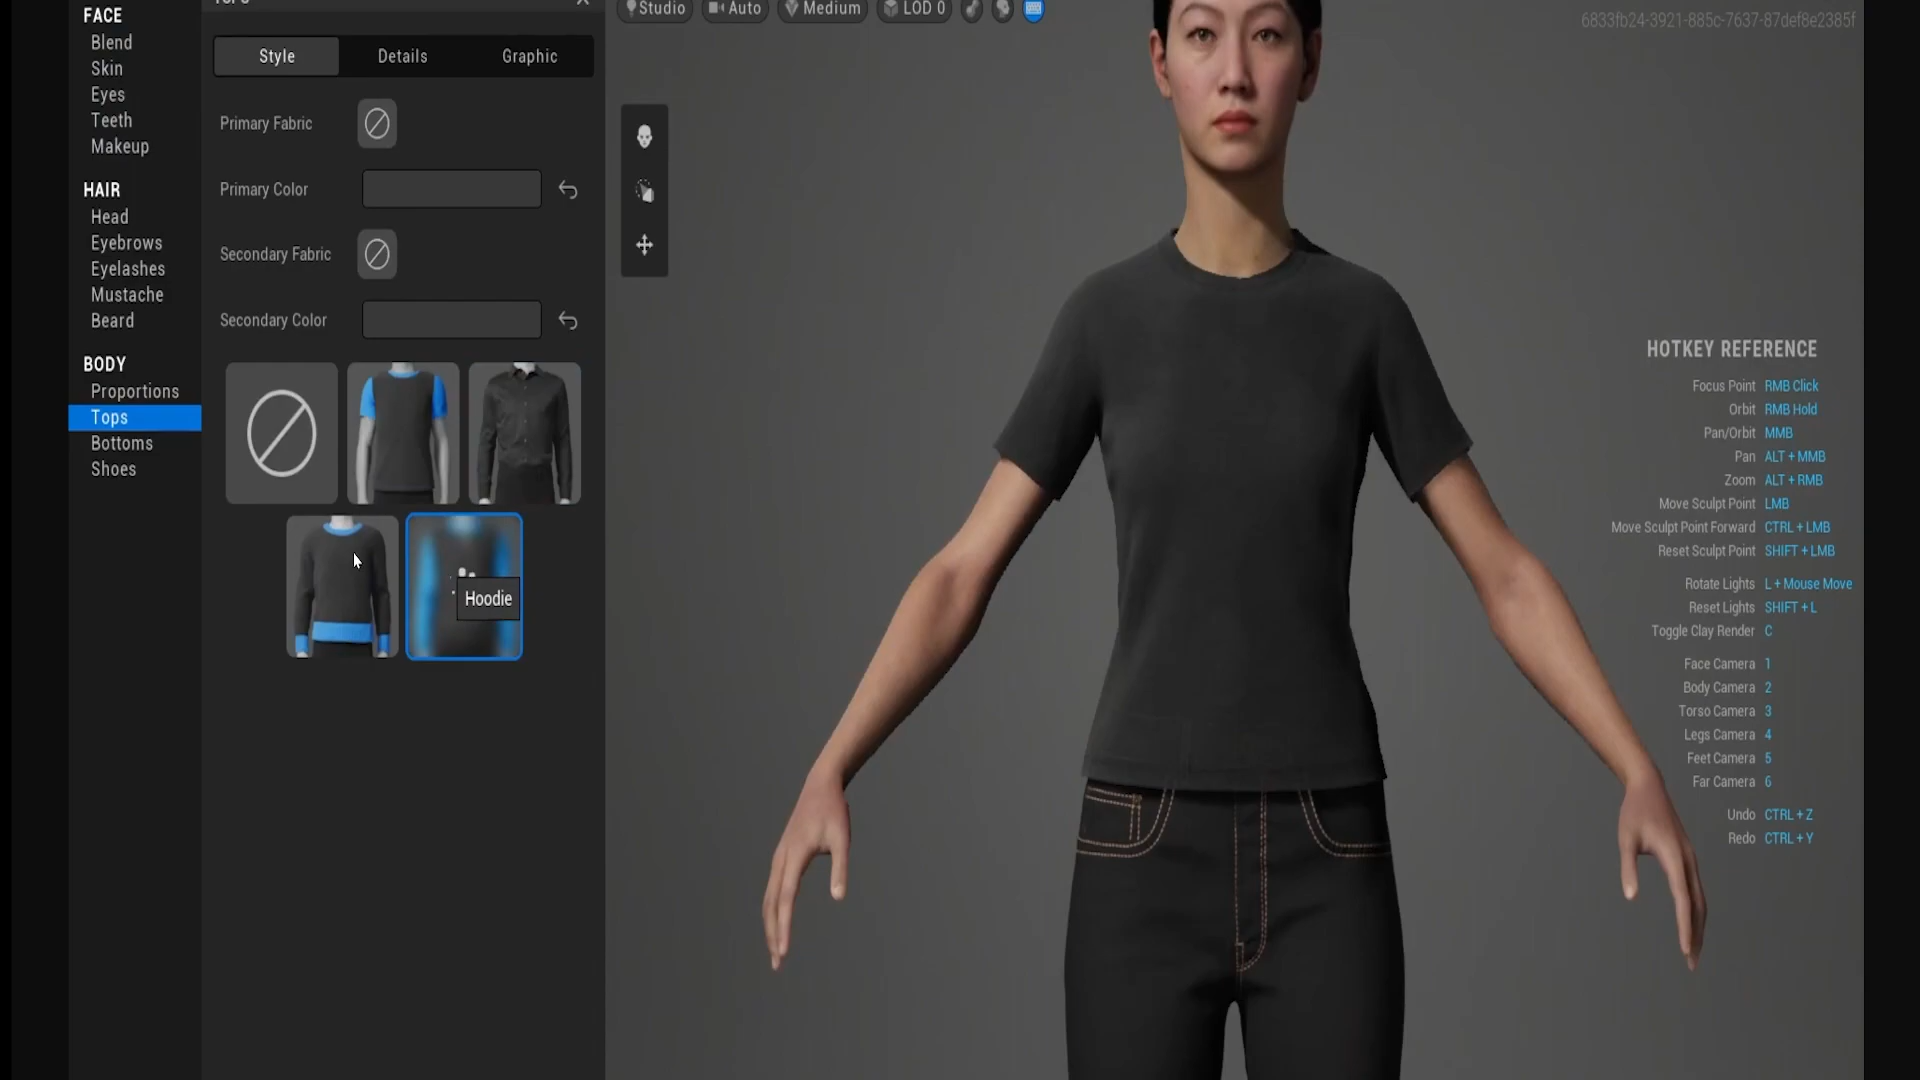 FACE
Blend
Skin
Eyes
Teeth
Makeup
HAIR
Head
Eyebrows
Eyelashes
Mustache
Beard
BODY
Proportions
Tops
Bottoms
Shoes
Style Details Graphic
Primary Fabric
Primary Color
Secondary Fabric
Secondary Color
Hoodie
Studio Auto Medium LOD 0
6833fb24-3921-885c-7637-87def8e2385f
HOTKEY REFERENCE
Focus Point RMB Click
Orbit RMB Hold
Pan/Orbit MMB
Pan ALT + MMB
Zoom ALT + RMB
Move Sculpt Point LMB
Move Sculpt Point Forward CTRL + LMB
Reset Sculpt Point SHIFT + LMB
Rotate Lights L + Mouse Move
Reset Lights SHIFT + L
Toggle Clay Render C
Face Camera 1
Body Camera 2
Torso Camera 3
Legs Camera 4
Feet Camera 5
Far Camera 6
Undo CTRL + Z
Redo CTRL + Y